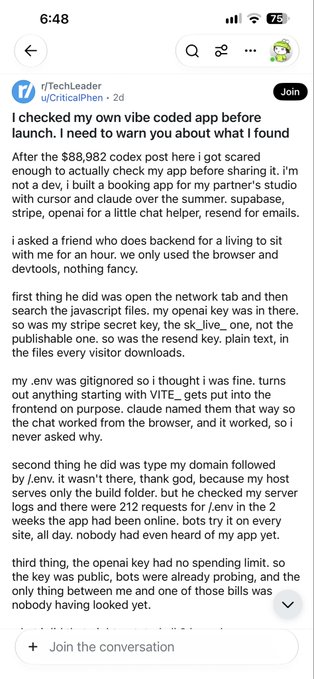 6:48
75
r/TechLeader
u/CriticalPhen • 2d
Join
I checked my own vibe coded app before
launch. I need to warn you about what I found
After the $88,982 codex post here i got scared
enough to actually check my app before sharing it. i'm
not a dev, i built a booking app for my partner's studio
with cursor and claude over the summer. supabase,
stripe, openai for a little chat helper, resend for emails.
i asked a friend who does backend for a living to sit
with me for an hour. we only used the browser and
devtools, nothing fancy.
first thing he did was open the network tab and then
search the javascript files. my openai key was in there.
so was my stripe secret key, the sk_live_ one, not the
publishable one. so was the resend key. plain text, in
the files every visitor downloads.
my .env was gitignored so i thought i was fine. turns
out anything starting with VITE_ gets put into the
frontend on purpose. claude named them that way so
the chat worked from the browser, and it worked, so i
never asked why.
second thing he did was type my domain followed
by /.env. it wasn't there, thank god, because my host
serves only the build folder. but he checked my server
logs and there were 212 requests for /.env in the 2
weeks the app had been online. bots try it on every
site, all day. nobody had even heard of my app yet.
third thing, the openai key had no spending limit. so
the key was public, bots were already probing, and the
only thing between me and one of those bills was
nobody having looked yet.
Join the conversation